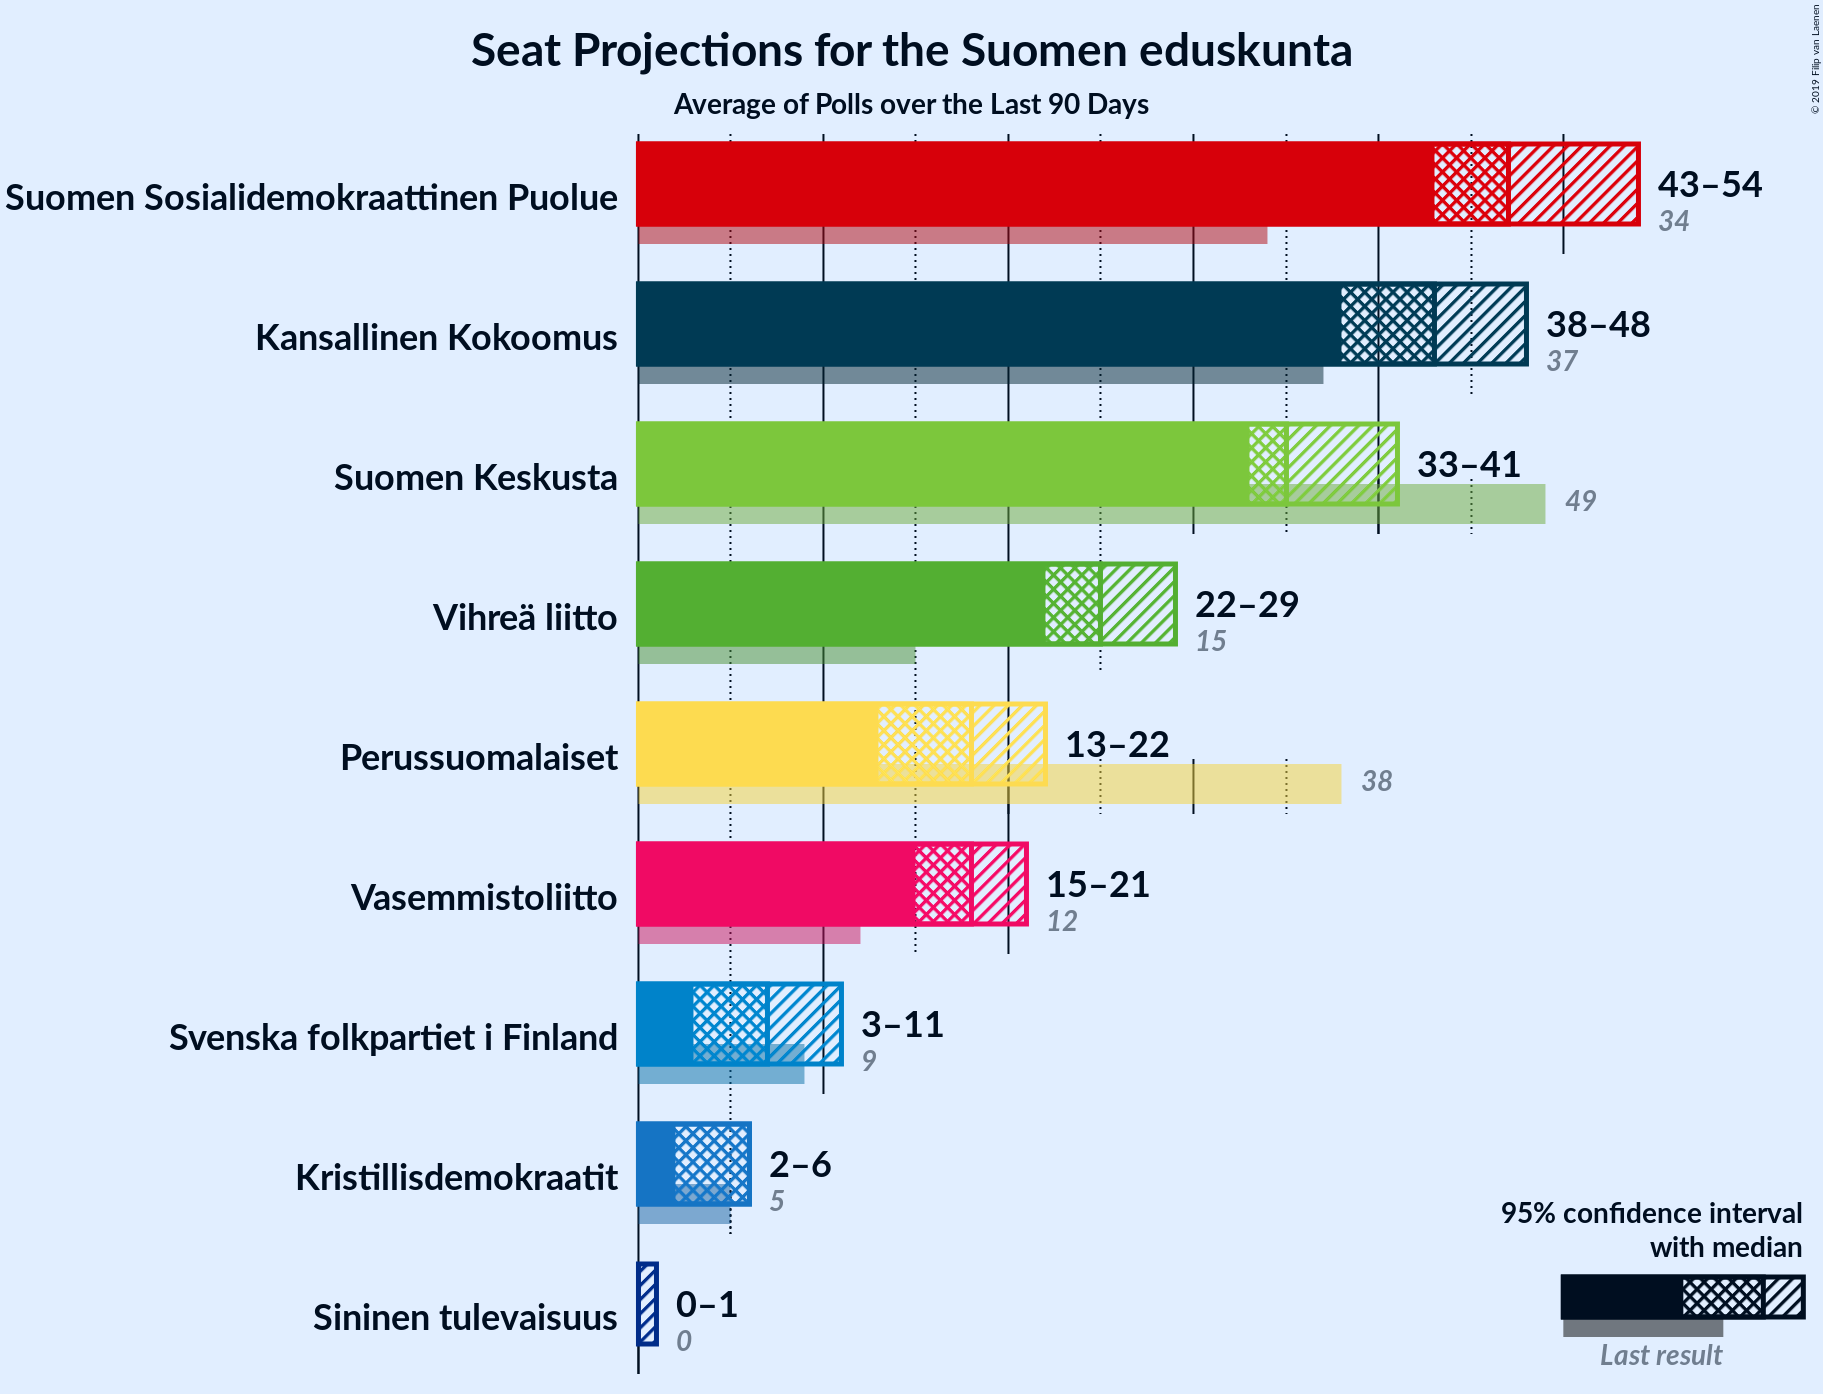 Seat Projections for the Suomen eduskunta
Average of Polls over the Last 90 Days
© 2019 Filip van Laenen
Suomen Sosialidemokraattinen Puolue
43–54
34
Kansallinen Kokoomus
38–48
37
Suomen Keskusta
33–41
49
Vihreä liitto
22–29
15
Perussuomalaiset
13–22
38
Vasemmistoliitto
15–21
12
Svenska folkpartiet i Finland
3–11
9
Kristillisdemokraatit
2–6
5
Sininen tulevaisuus
0–1
0
95% confidence interval
with median
Last result